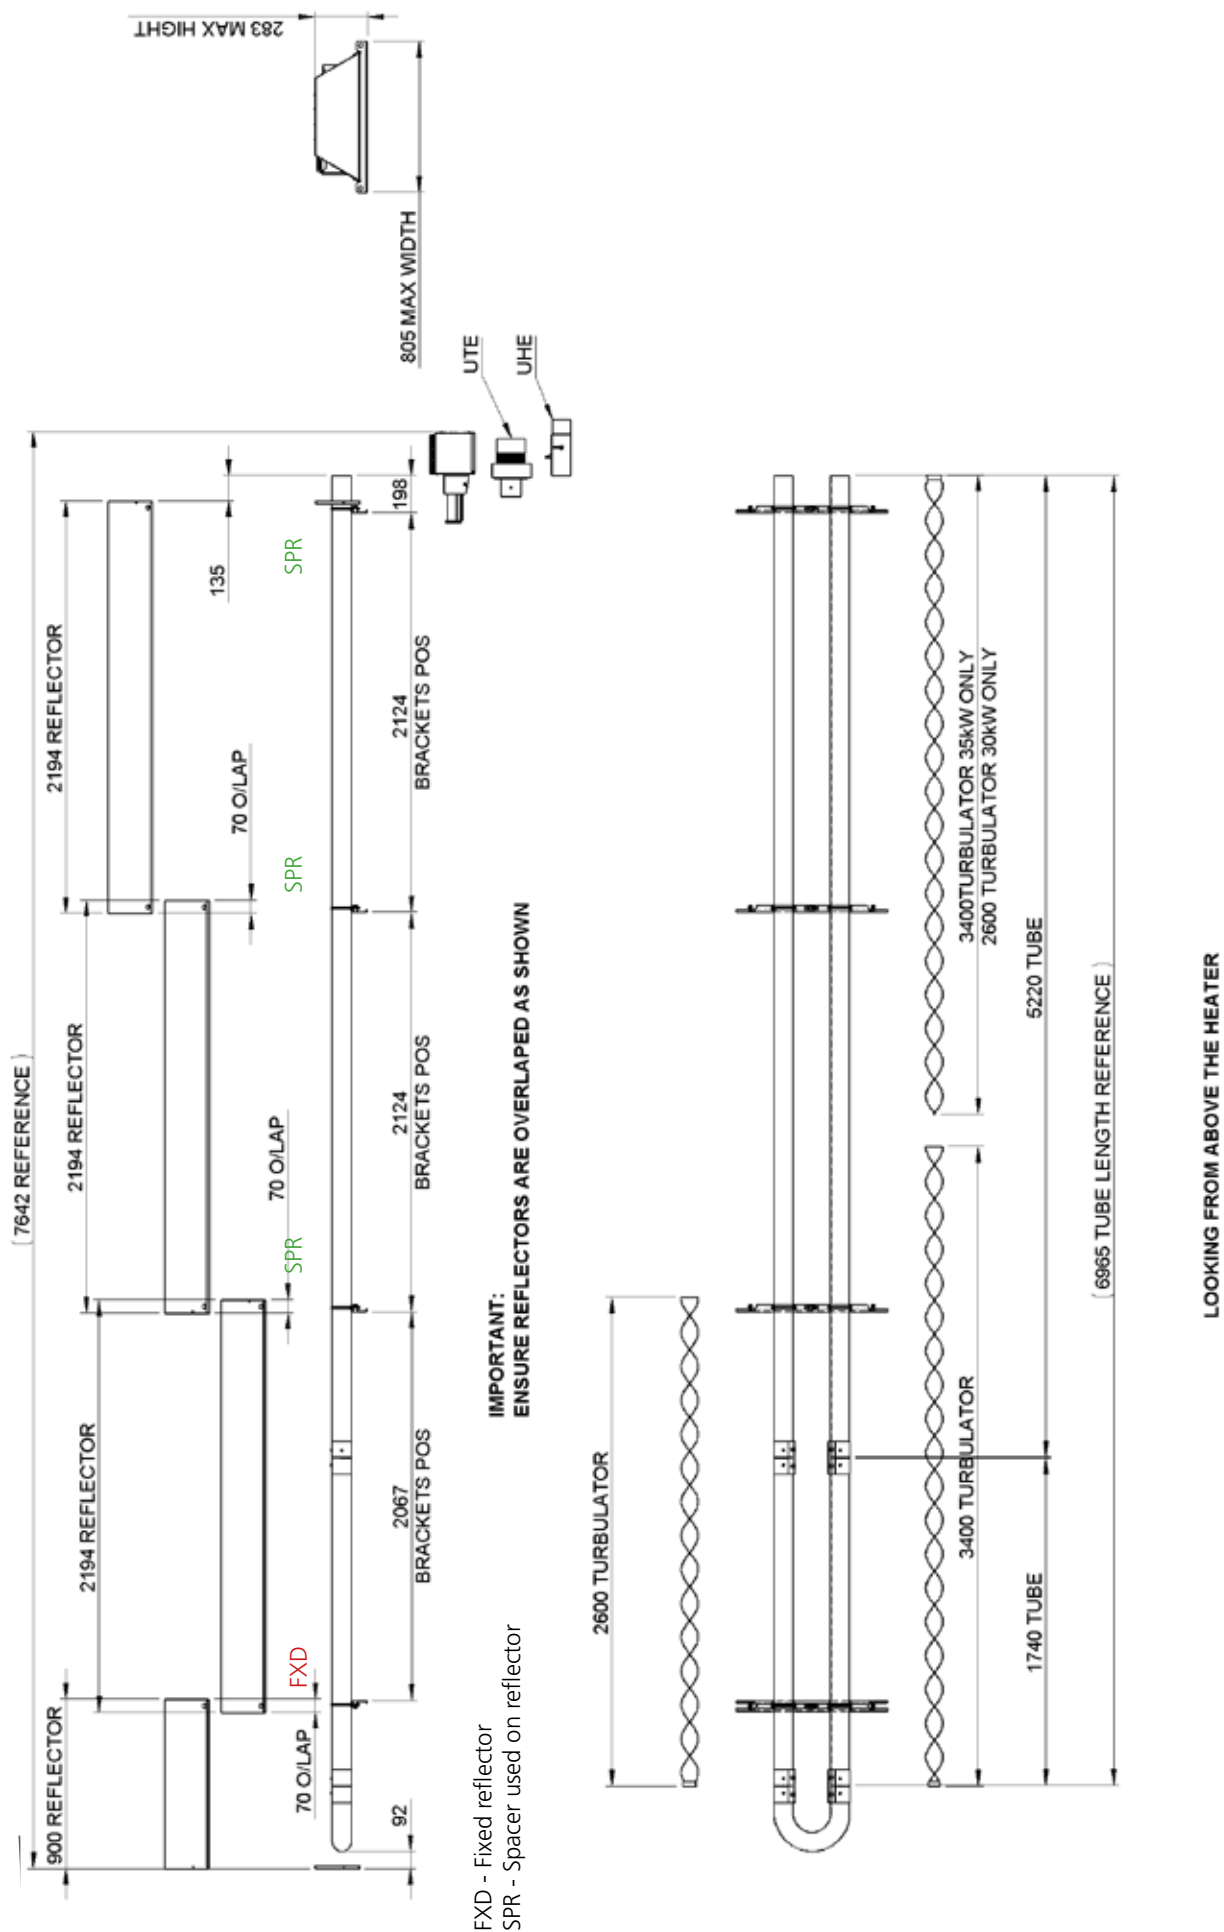 283 MAX HIGHT
805 MAX WIDTH
UTE
UHE
[ 7642 REFERENCE ]
2194 REFLECTOR
135
198
SPR
2124
BRACKETS POS
70 O/LAP
SPR
2194 REFLECTOR
2124
BRACKETS POS
70 O/LAP
SPR
2194 REFLECTOR
2067
BRACKETS POS
FXD
900 REFLECTOR
70 O/LAP
92
IMPORTANT:
ENSURE REFLECTORS ARE OVERLAPED AS SHOWN
FXD - Fixed reflector
SPR - Spacer used on reflector
2600 TURBULATOR
3400TURBULATOR 35kW ONLY
2600 TURBULATOR 30kW ONLY
3400 TURBULATOR
5220 TUBE
1740 TUBE
[ 6965 TUBE LENGTH REFERENCE ]
LOOKING FROM ABOVE THE HEATER